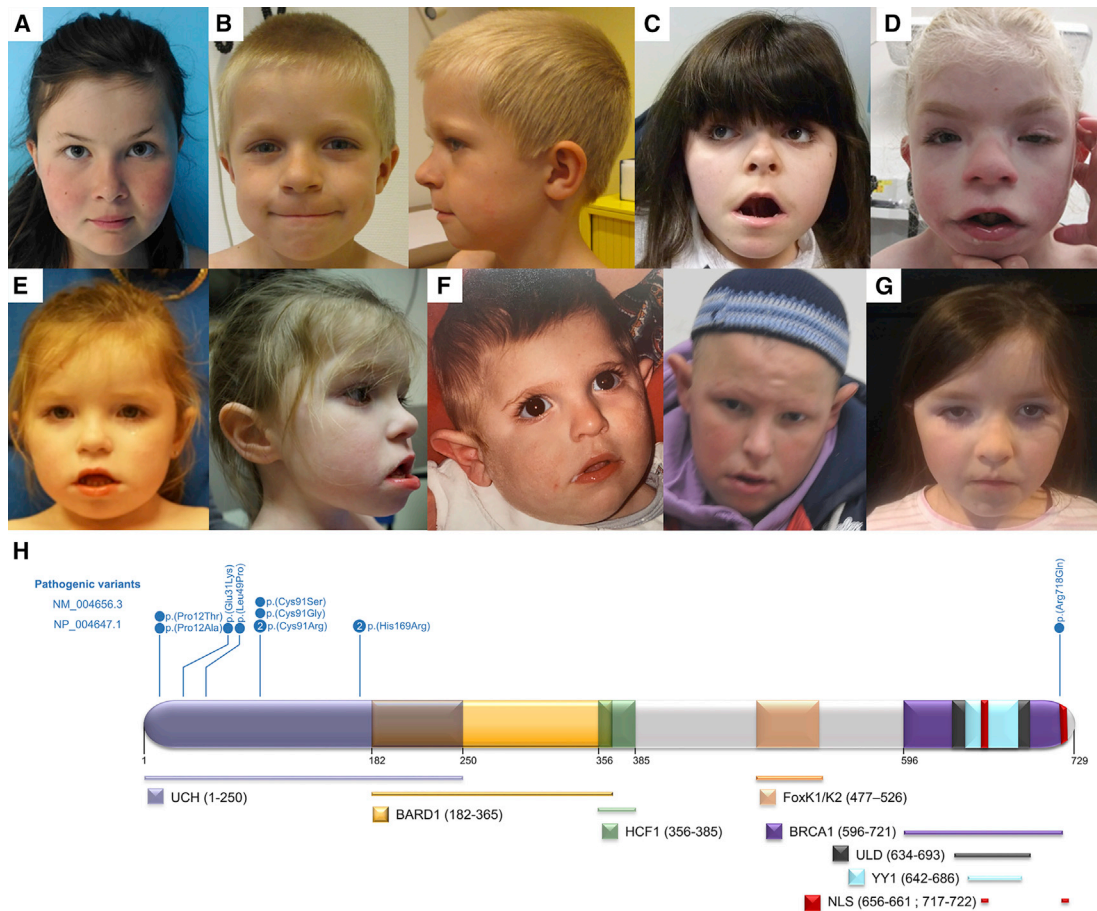 A
B
C
D
E
F
G
H
Pathogenic variants
NM_004656.3
NP_004647.1
p.(Pro12Thr)
p.(Pro12Ala)
p.(Glu31Lys)
p.(Leu49Pro)
p.(Cys91Ser)
p.(Cys91Gly)
2 p.(Cys91Arg)
2 p.(His169Arg)
p.(Arg718Gln)
1 182 250 356 385 596 729
UCH (1-250)
BARD1 (182-365)
HCF1 (356-385)
FoxK1/K2 (477–526)
BRCA1 (596-721)
ULD (634-693)
YY1 (642-686)
NLS (656-661 ; 717-722)